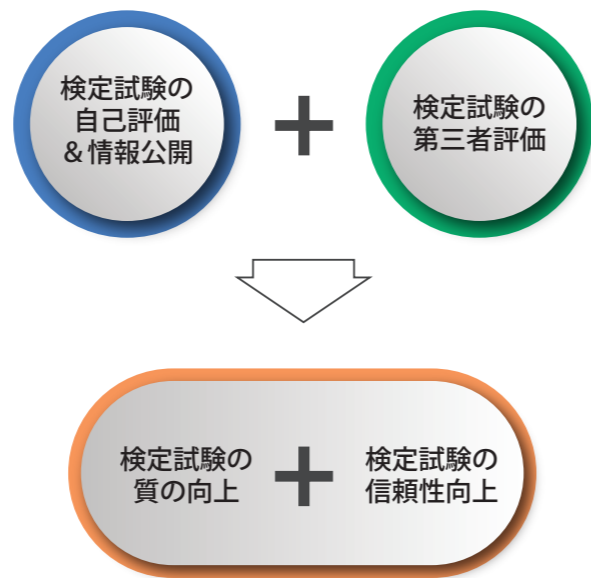 検定試験の
自己評価
&情報公開
+
検定試験の
第三者評価
検定試験の
質の向上
+
検定試験の
信頼性向上